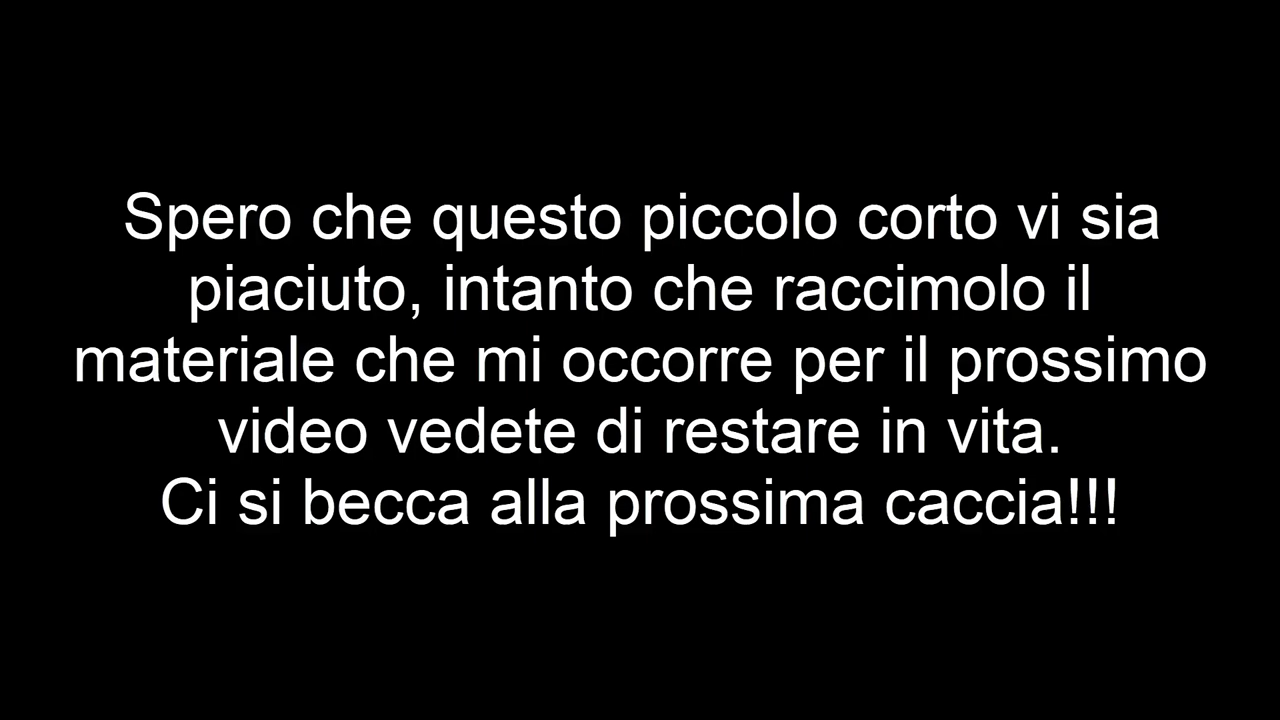 Spero che questo piccolo corto vi sia
piaciuto, intanto che raccimolo il
materiale che mi occorre per il prossimo
video vedete di restare in vita.
Ci si becca alla prossima caccia!!!